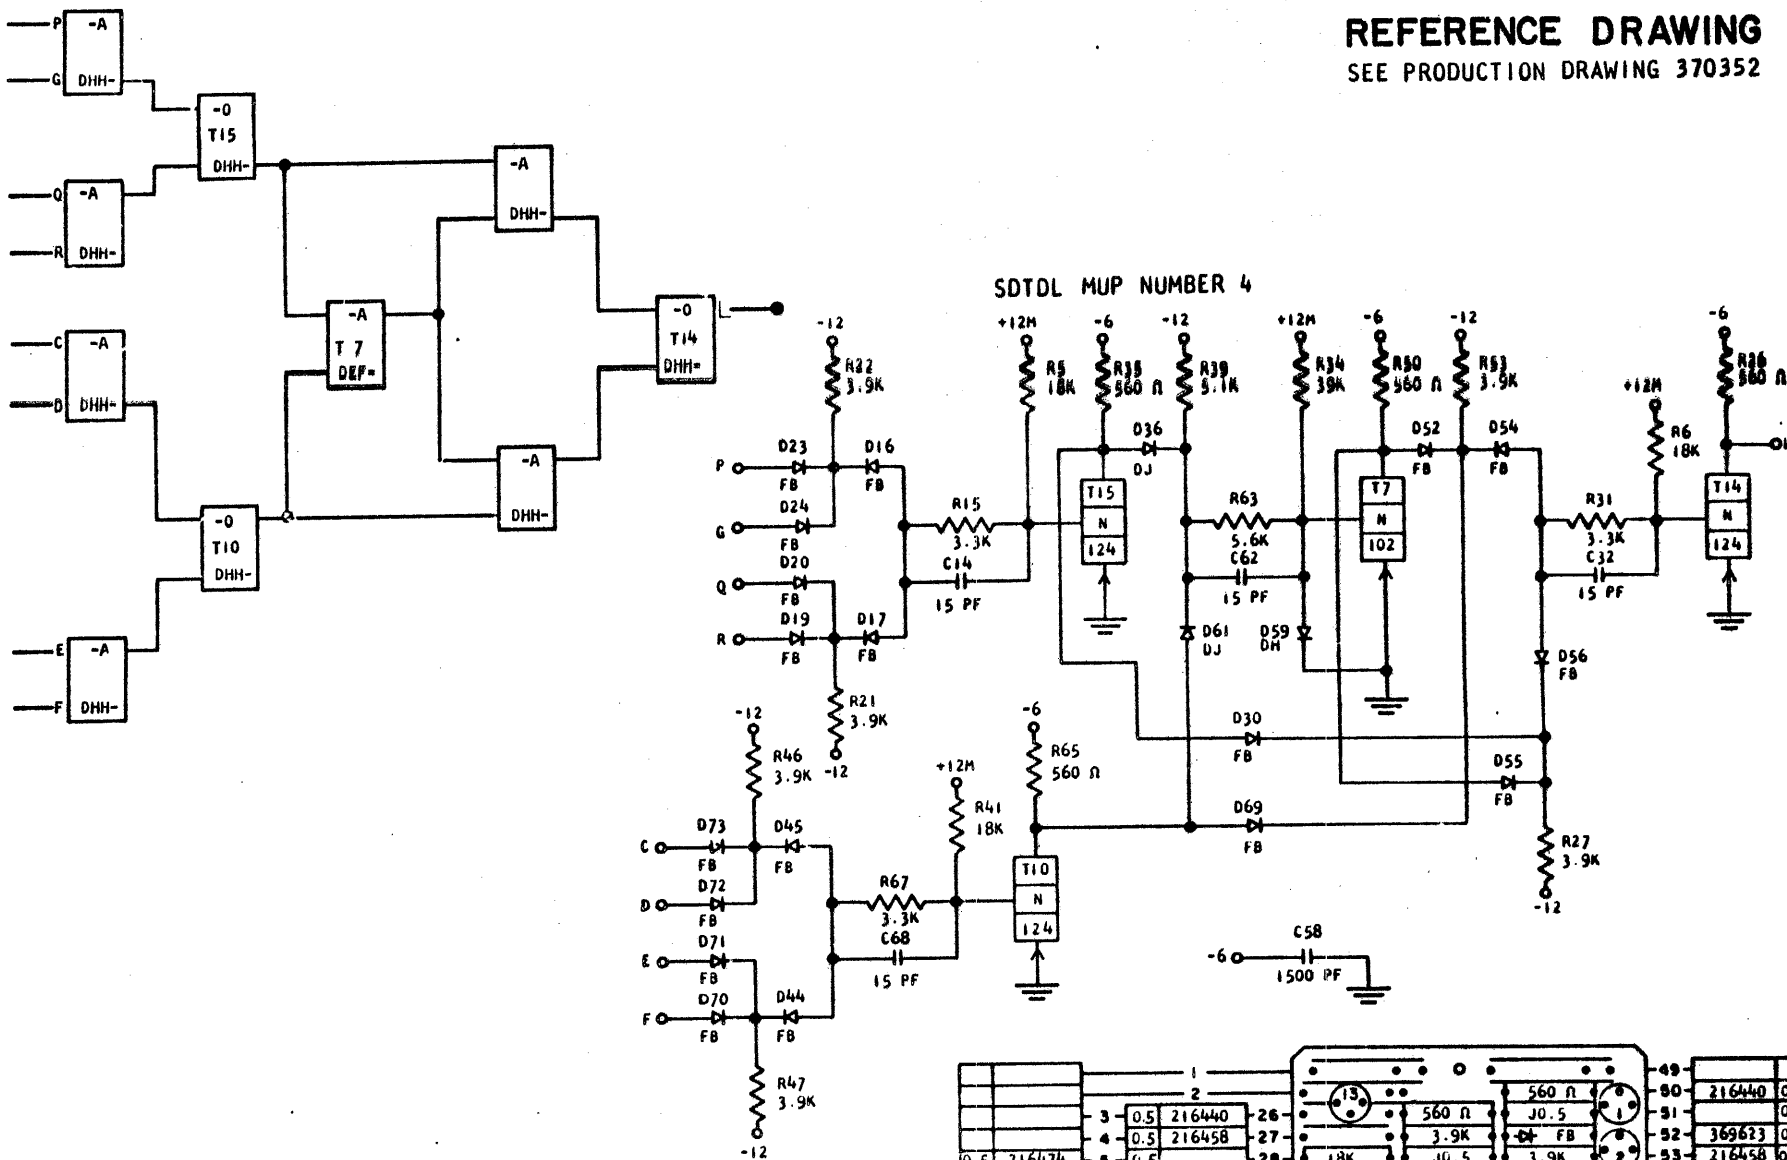 REFERENCE DRAWING
SEE PRODUCTION DRAWING 370352
P
-A
G
DHH-
-O
T15
DHH-
Q
-A
R
DHH-
-A
DHH-
-A
T 7
DEF-
-O
T14
DHH-
L
C
-A
DHH-
-A
DHH-
-O
T10
DHH-
E
-A
F
DHH-
SDTDL MUP NUMBER 4
-12
R22
3.9K
+12M
R5
18K
-6
R35
560 Ω
-12
R39
5.1K
+12M
R34
39K
-6
R50
560 Ω
-12
R53
3.9K
+12M
R6
18K
-6
560 Ω
P
D23
FB
D16
FB
G
D24
FB
Q
D20
FB
R
D19
FB
D17
FB
R15
3.3K
C14
15 PF
T15
N
124
D36
DJ
R63
5.6K
C62
15 PF
D61
DJ
D59
DH
T7
N
102
D52
FB
D54
FB
R31
3.3K
C32
15 PF
T14
N
124
D56
FB
R21
3.9K
-12
D30
FB
D55
FB
D69
FB
R27
3.9K
-12
-12
R46
3.9K
+12M
R41
18K
-6
R65
560 Ω
C
D73
FB
D45
FB
D
D72
FB
E
D71
FB
F
D70
FB
D44
FB
R67
3.3K
C68
15 PF
T10
N
124
R47
3.9K
-12
-6
C58
1500 PF
1
2
3 0.5 216440 26
4 0.5 216458 27
13
560 Ω
560 Ω
J0.5
1
3.9K
FB
49
50 216440
51
52 369623
53 216458
18K
3.9K
2
28